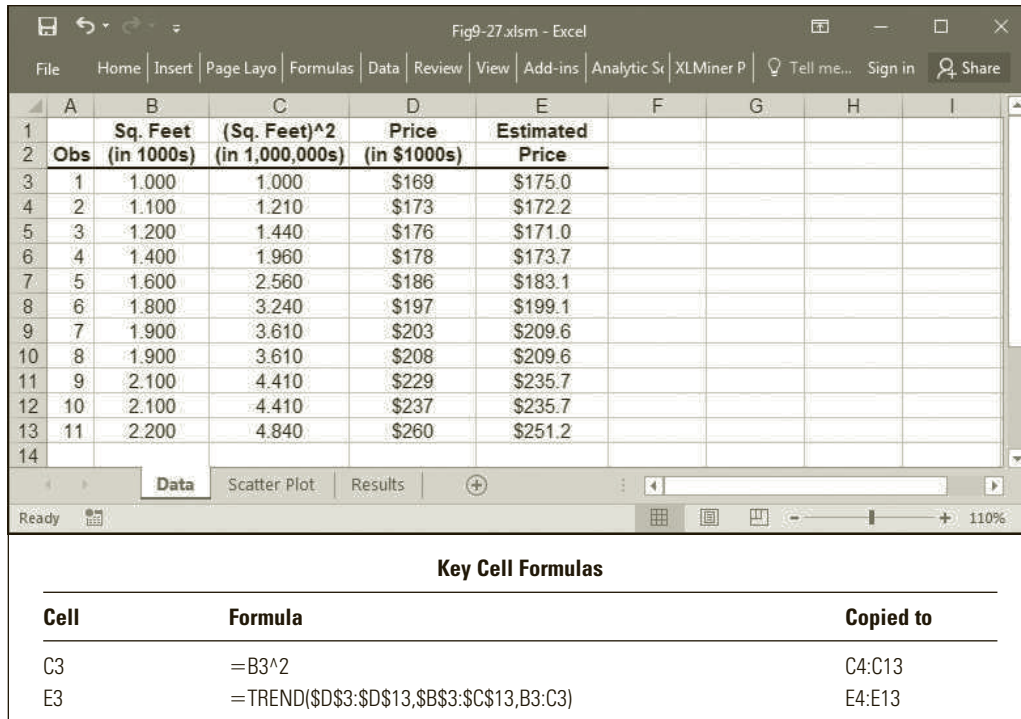 Fig9-27.xlsm - Excel
File Home Insert Page Layo Formulas Data Review View Add-ins Analytic Sc XLMiner P Tell me... Sign in Share
A B C D E F G H I
1 Sq. Feet (Sq. Feet)^2 Price Estimated
2 Obs (in 1000s) (in 1,000,000s) (in $1000s) Price
3 1 1.000 1.000 $169 $175.0
4 2 1.100 1.210 $173 $172.2
5 3 1.200 1.440 $176 $171.0
6 4 1.400 1.960 $178 $173.7
7 5 1.600 2.560 $186 $183.1
8 6 1.800 3.240 $197 $199.1
9 7 1.900 3.610 $203 $209.6
10 8 1.900 3.610 $208 $209.6
11 9 2.100 4.410 $229 $235.7
12 10 2.100 4.410 $237 $235.7
13 11 2.200 4.840 $260 $251.2
14
Data Scatter Plot Results
Ready 110%
Key Cell Formulas
Cell Formula Copied to
C3 =B3^2 C4:C13
E3 =TREND($D$3:$D$13,$B$3:$C$13,B3:C3) E4:E13